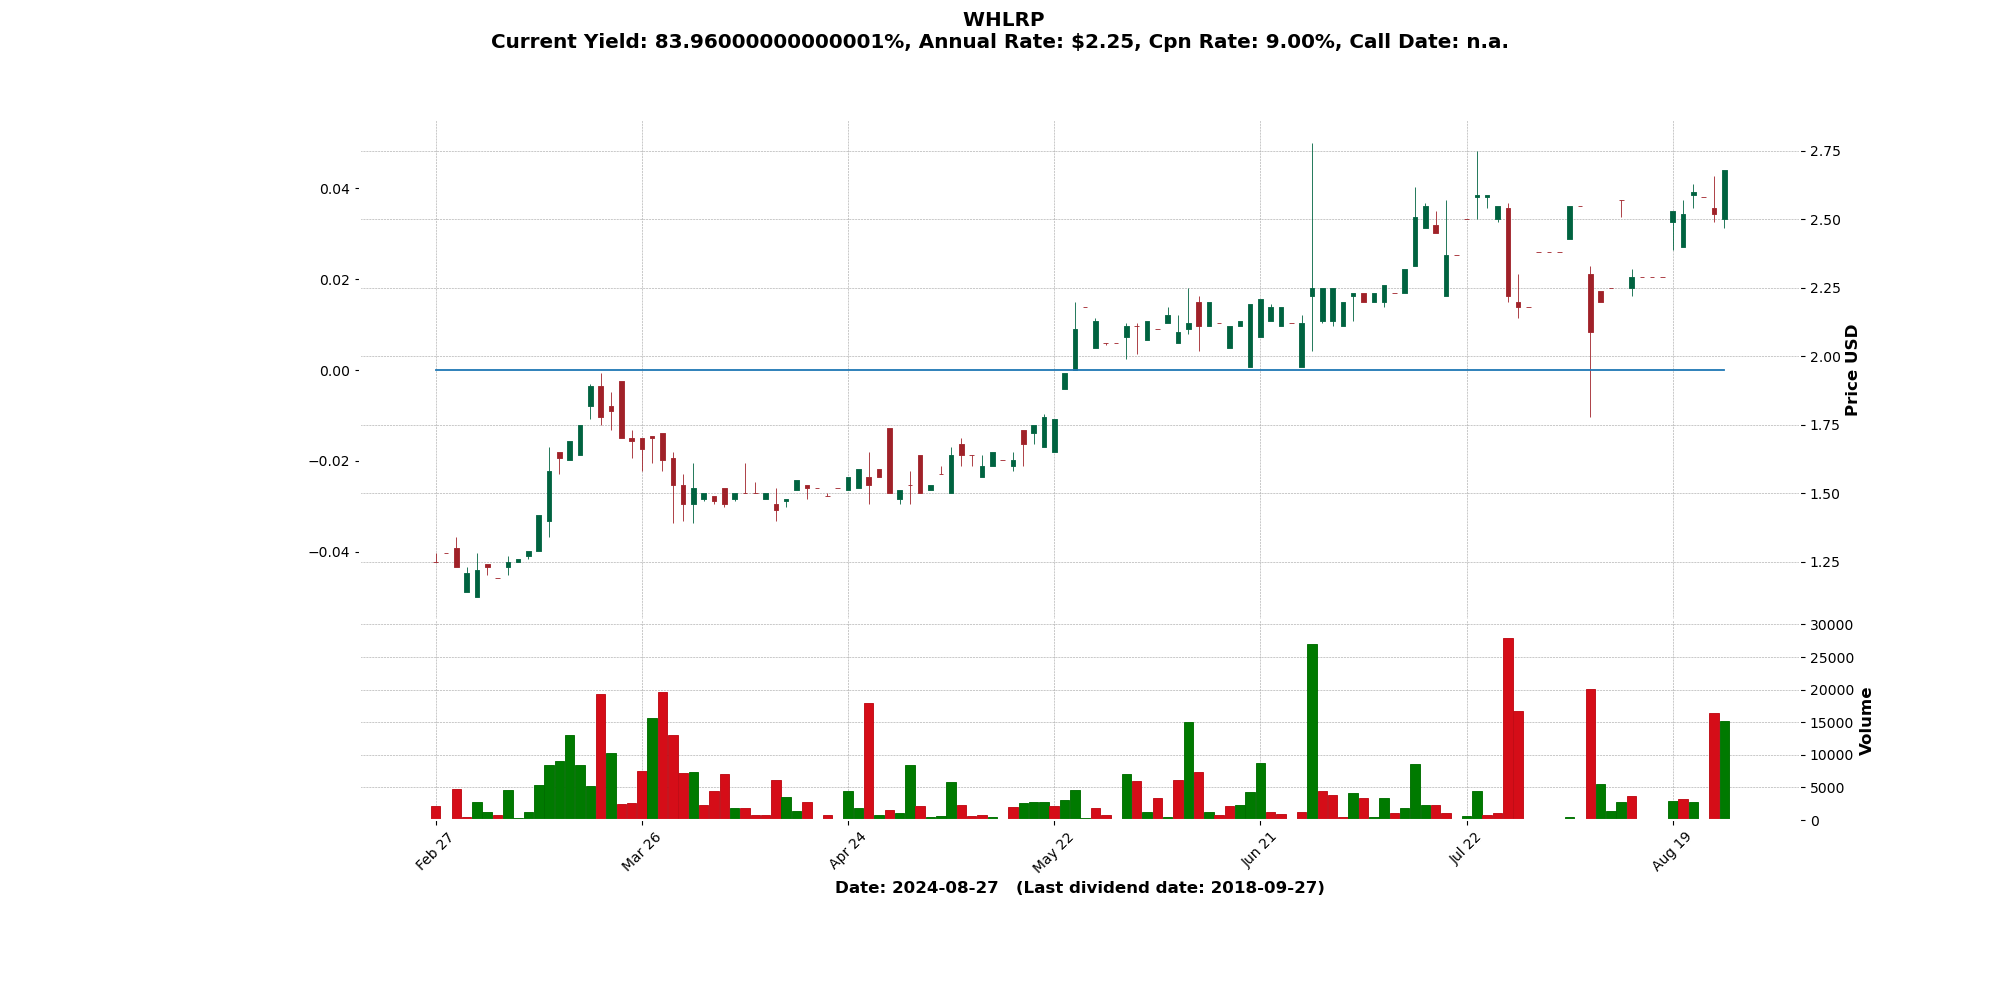 WHLRP
Current Yield: 83.96000000000001%, Annual Rate: $2.25, Cpn Rate: 9.00%, Call Date: n.a.
0.04
0.02
0.00
−0.02
−0.04
2.75
2.50
2.25
2.00
1.75
1.50
1.25
Price USD
30000
25000
20000
15000
10000
5000
0
Volume
Feb 27
Mar 26
Apr 24
May 22
Jun 21
Jul 22
Aug 19
Date: 2024-08-27 (Last dividend date: 2018-09-27)